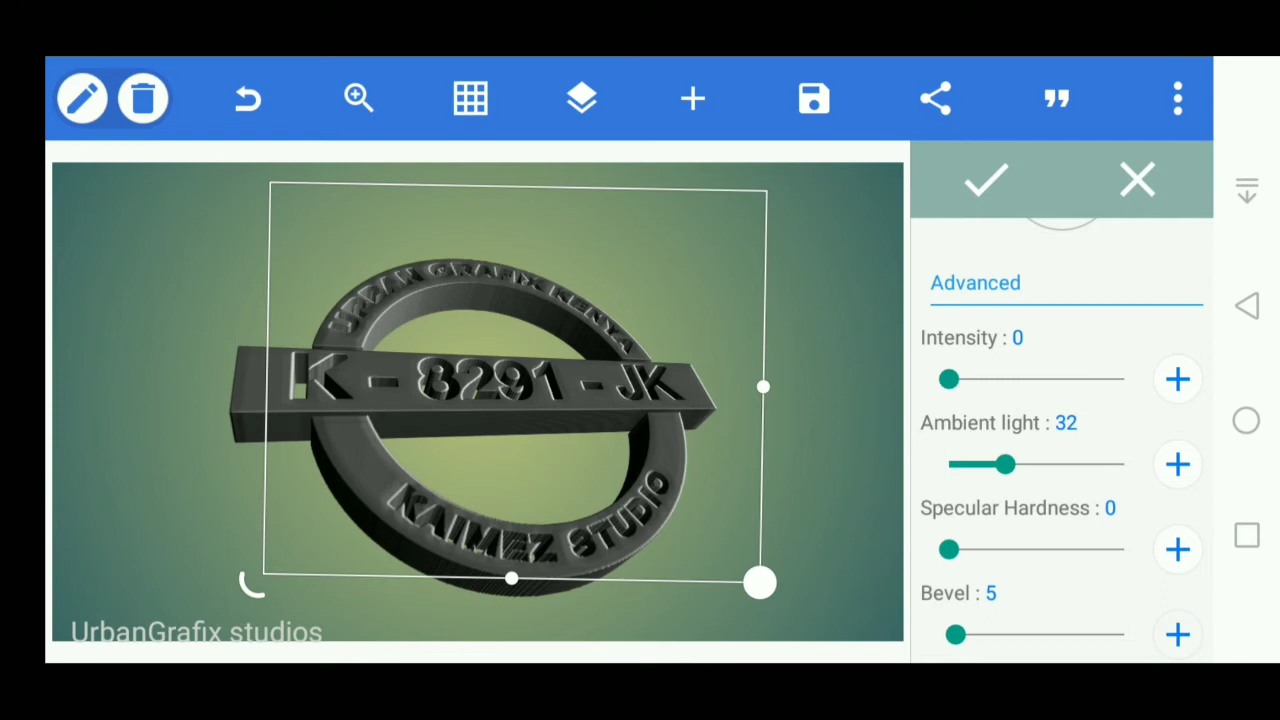 Advanced
Intensity : 0
Ambient light : 32
Specular Hardness : 0
Bevel : 5
URBAN GRAFIX KENYA
K - 8291 - JK
KAIMEZ STUDIO
UrbanGrafix studios